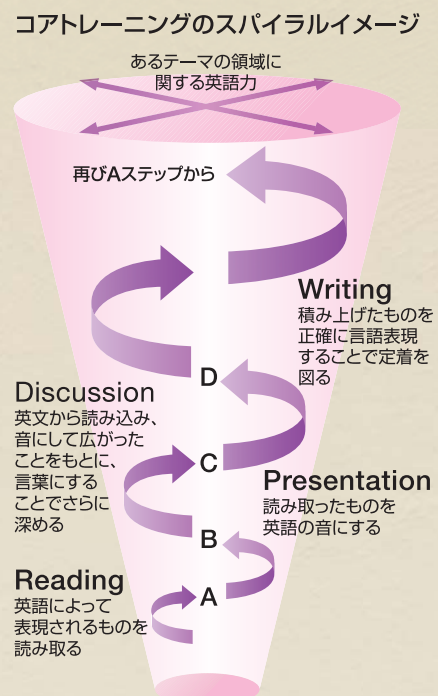 コアトレーニングのスパイラルイメージ
あるテーマの領域に
関する英語力
再びAステップから
Writing
積み上げたものを
正確に言語表現
することで定着を
図る
D
Discussion
英文から読み込み、
音にして広がった
ことをもとに、
言葉にする
ことでさらに
深める
C
Presentation
読み取ったものを
英語の音にする
B
Reading
英語によって
表現されるものを
読み取る
A